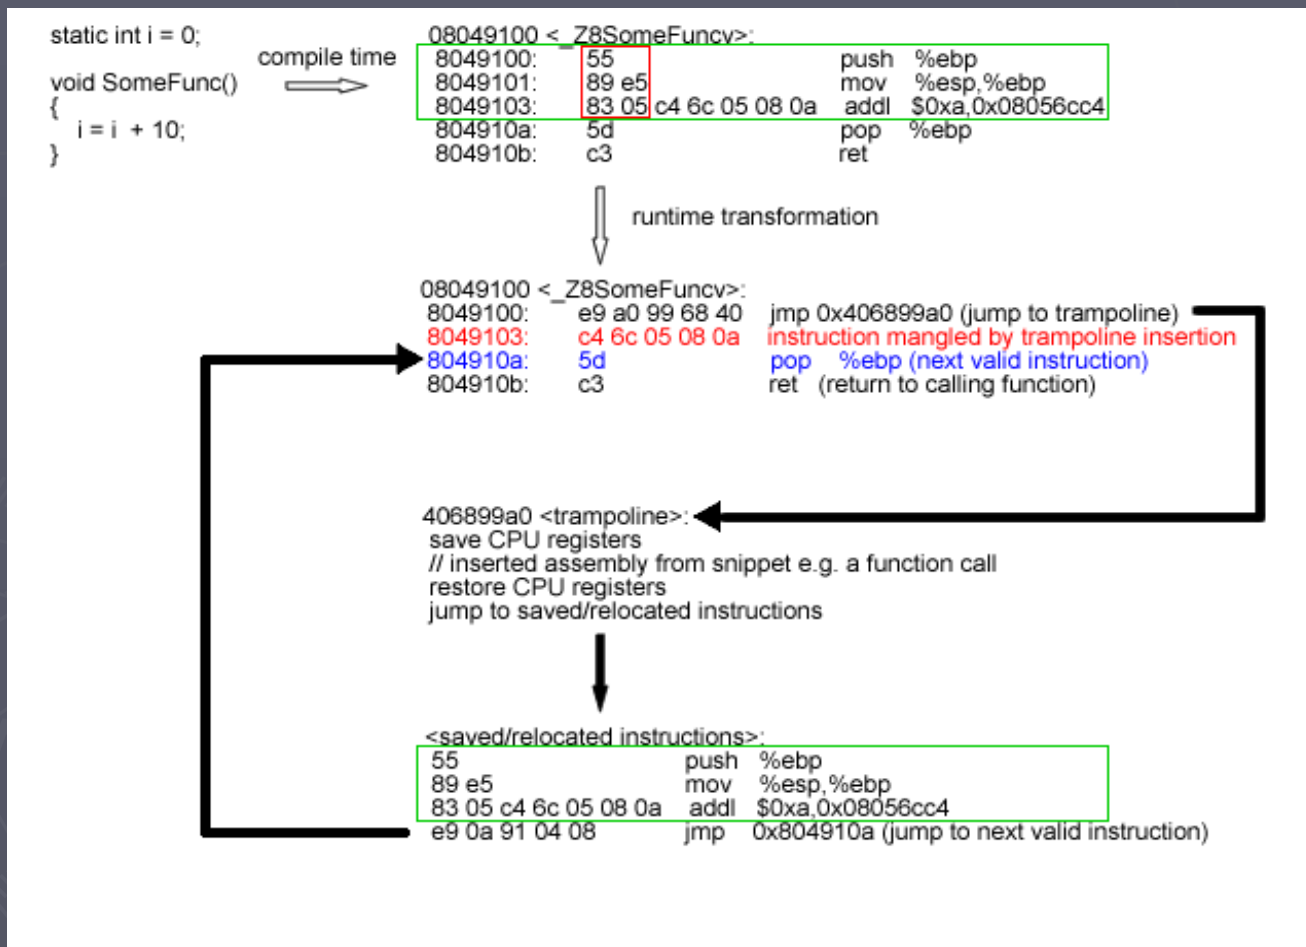 static int i = 0;
void SomeFunc()
{
i = i + 10;
}
compile time
08049100 <_Z8SomeFuncv>:
8049100: 55 push %ebp
8049101: 89 e5 mov %esp,%ebp
8049103: 83 05 c4 6c 05 08 0a addl $0xa,0x08056cc4
804910a: 5d pop %ebp
804910b: c3 ret
runtime transformation
08049100 <_Z8SomeFuncv>:
8049100: e9 a0 99 68 40 jmp 0x406899a0 (jump to trampoline)
8049103: c4 6c 05 08 0a instruction mangled by trampoline insertion
804910a: 5d pop %ebp (next valid instruction)
804910b: c3 ret (return to calling function)
406899a0 <trampoline>:
save CPU registers
// inserted assembly from snippet e.g. a function call
restore CPU registers
jump to saved/relocated instructions
<saved/relocated instructions>:
55 push %ebp
89 e5 mov %esp,%ebp
83 05 c4 6c 05 08 0a addl $0xa,0x08056cc4
e9 0a 91 04 08 jmp 0x804910a (jump to next valid instruction)